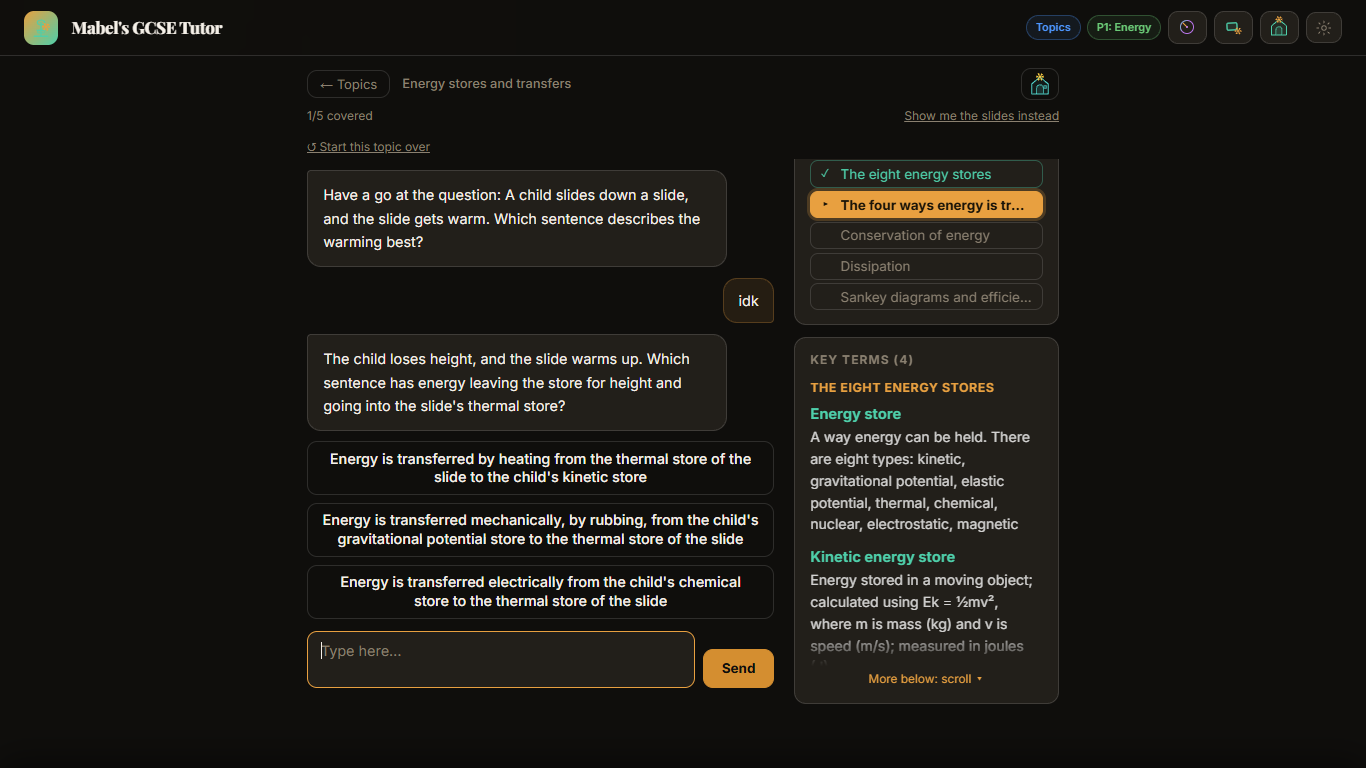 Mabel's GCSE Tutor
Topics
P1: Energy
← Topics
Energy stores and transfers
1/5 covered
Show me the slides instead
↺ Start this topic over
Have a go at the question: A child slides down a slide,
and the slide gets warm. Which sentence describes the
warming best?
idk
The child loses height, and the slide warms up. Which
sentence has energy leaving the store for height and
going into the slide's thermal store?
Energy is transferred by heating from the thermal store of the
slide to the child's kinetic store
Energy is transferred mechanically, by rubbing, from the child's
gravitational potential store to the thermal store of the slide
Energy is transferred electrically from the child's chemical
store to the thermal store of the slide
Type here...
Send
✓ The eight energy stores
▸ The four ways energy is tr...
Conservation of energy
Dissipation
Sankey diagrams and efficie...
KEY TERMS (4)
THE EIGHT ENERGY STORES
Energy store
A way energy can be held. There
are eight types: kinetic,
gravitational potential, elastic
potential, thermal, chemical,
nuclear, electrostatic, magnetic
Kinetic energy store
Energy stored in a moving object;
calculated using Ek = ½mv²,
where m is mass (kg) and v is
speed (m/s); measured in joules
More below: scroll ▾